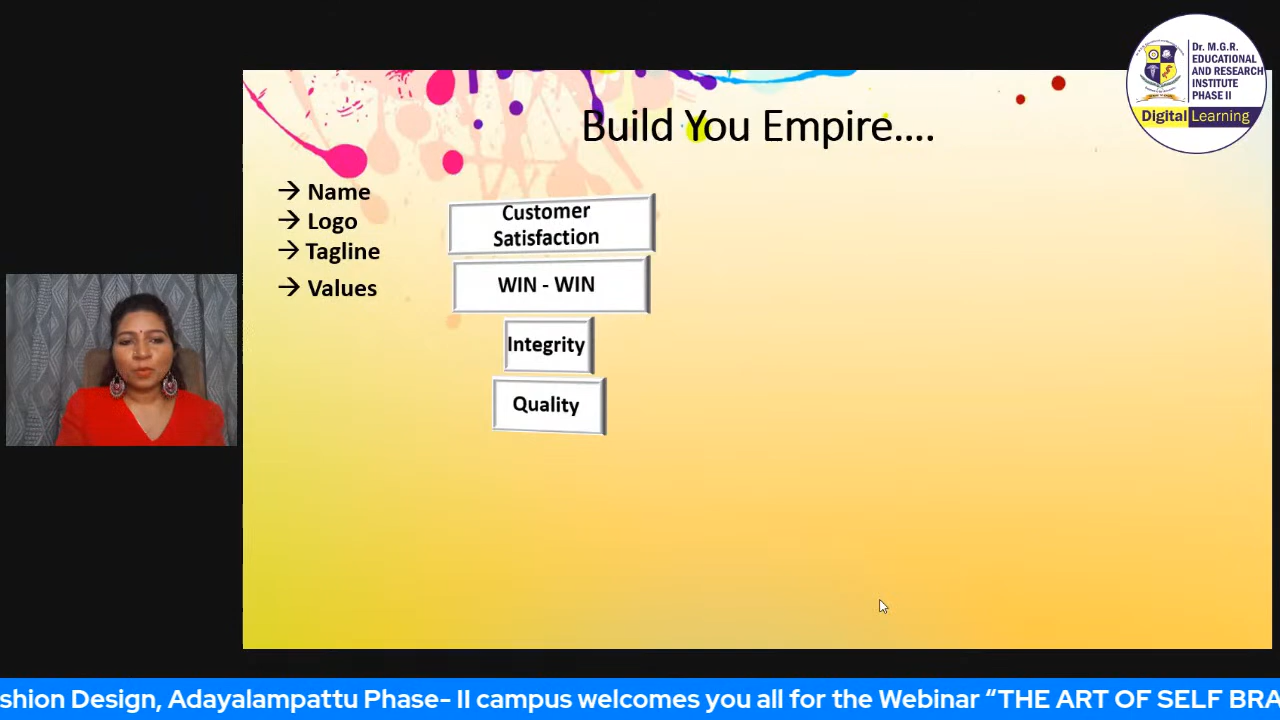 Dr. M.G.R.
EDUCATIONAL
AND RESEARCH
INSTITUTE
PHASE II
Digital Learning
Build You Empire....
→ Name
→ Logo
→ Tagline
→ Values
Customer
Satisfaction
WIN - WIN
Integrity
Quality
shion Design, Adayalampattu Phase- II campus welcomes you all for the Webinar “THE ART OF SELF BRA